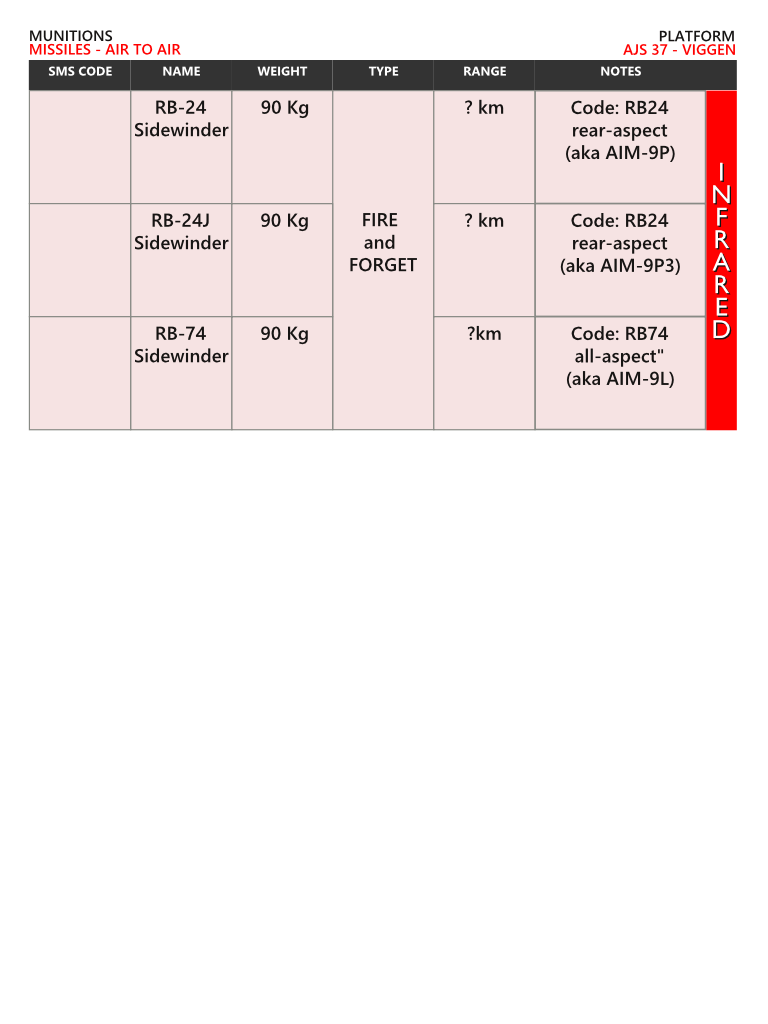 MUNITIONS
MISSILES - AIR TO AIR
PLATFORM
AJS 37 - VIGGEN
SMS CODE NAME WEIGHT TYPE RANGE NOTES
RB-24
Sidewinder
90 Kg
? km
Code: RB24
rear-aspect
(aka AIM-9P)
RB-24J
Sidewinder
90 Kg
FIRE
and
FORGET
? km
Code: RB24
rear-aspect
(aka AIM-9P3)
RB-74
Sidewinder
90 Kg
?km
Code: RB74
all-aspect"
(aka AIM-9L)
INFRARED